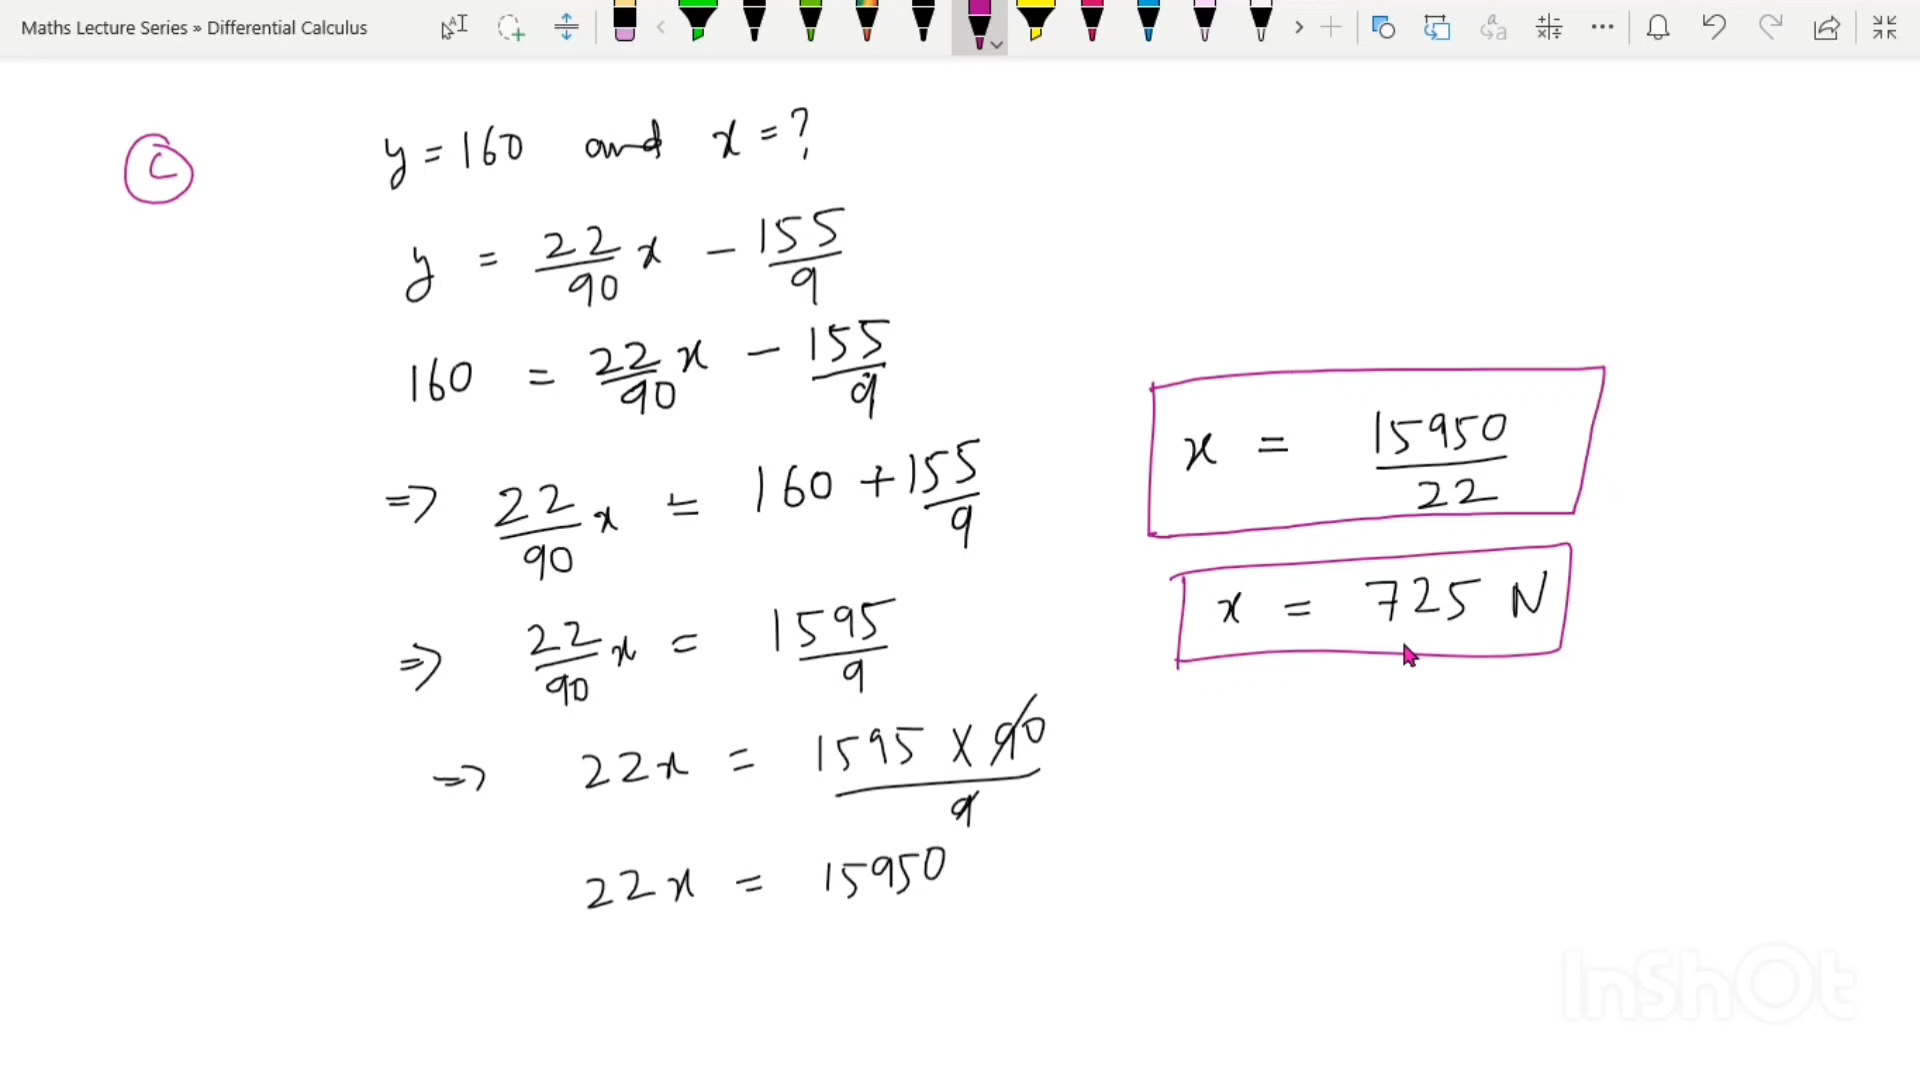 Maths Lecture Series » Differential Calculus
C
y = 160 and x = ?
y = 22/90 x - 155/9
160 = 22/90 x - 155/9
=> 22/90 x = 160 + 155/9
=> 22/90 x = 1595/9
=> 22x = 1595 X 90/9
22x = 15950
x = 15950/22
x = 725 N
InShOt